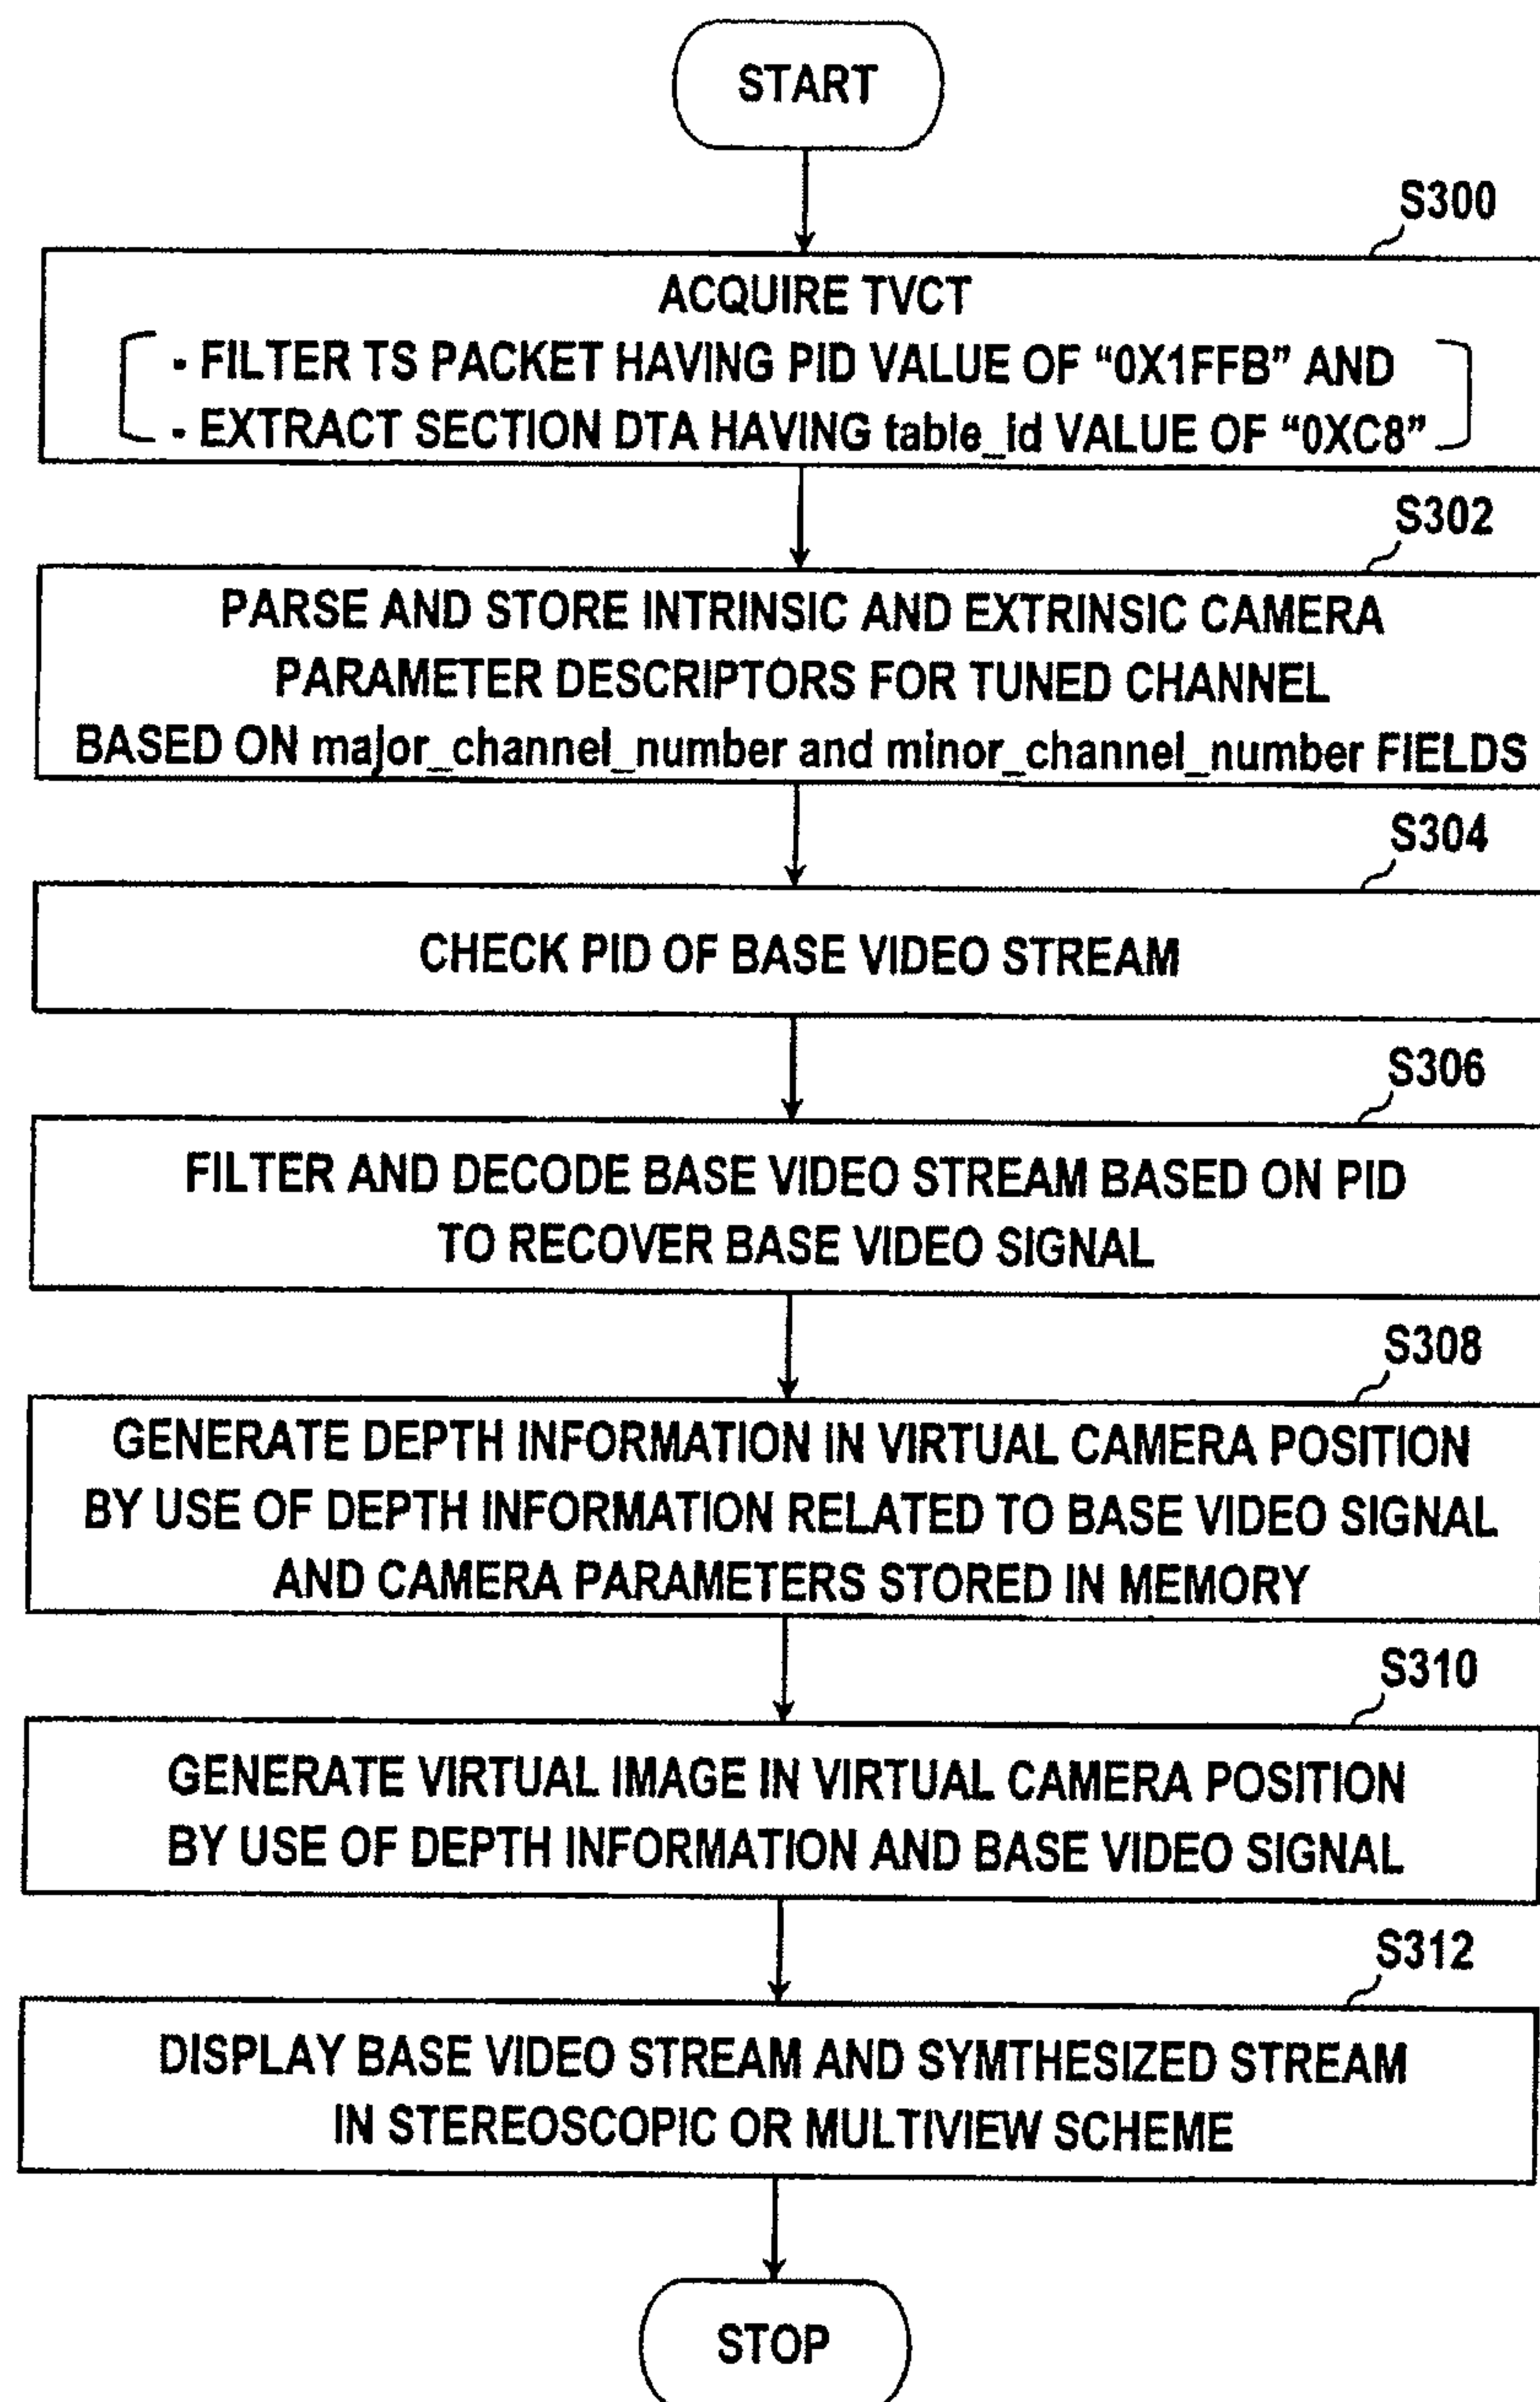 START
S300
ACQUIRE TVCT
- FILTER TS PACKET HAVING PID VALUE OF “0X1FFB” AND
- EXTRACT SECTION DTA HAVING table_id VALUE OF “0XC8”
S302
PARSE AND STORE INTRINSIC AND EXTRINSIC CAMERA
PARAMETER DESCRIPTORS FOR TUNED CHANNEL
BASED ON major_channel_number and minor_channel_number FIELDS
S304
CHECK PID OF BASE VIDEO STREAM
S306
FILTER AND DECODE BASE VIDEO STREAM BASED ON PID
TO RECOVER BASE VIDEO SIGNAL
S308
GENERATE DEPTH INFORMATION IN VIRTUAL CAMERA POSITION
BY USE OF DEPTH INFORMATION RELATED TO BASE VIDEO SIGNAL
AND CAMERA PARAMETERS STORED IN MEMORY
S310
GENERATE VIRTUAL IMAGE IN VIRTUAL CAMERA POSITION
BY USE OF DEPTH INFORMATION AND BASE VIDEO SIGNAL
S312
DISPLAY BASE VIDEO STREAM AND SYMTHESIZED STREAM
IN STEREOSCOPIC OR MULTIVIEW SCHEME
STOP